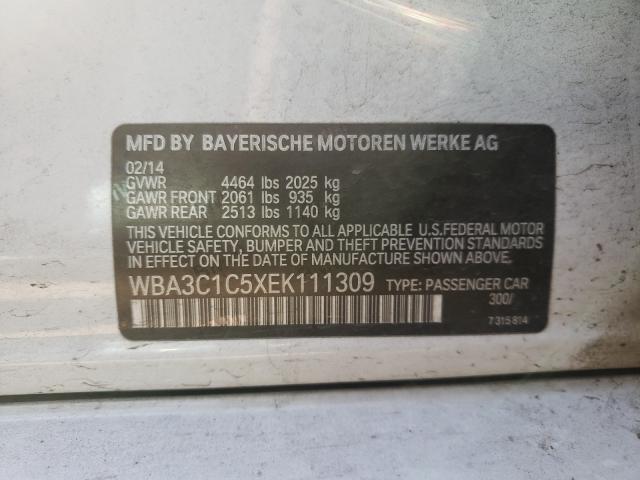 MFD BY BAYERISCHE MOTOREN WERKE AG
02/14
GVWR 4464 lbs 2025 kg
GAWR FRONT 2061 lbs 935 kg
GAWR REAR 2513 lbs 1140 kg
THIS VEHICLE CONFORMS TO ALL APPLICABLE U.S.FEDERAL MOTOR
VEHICLE SAFETY, BUMPER AND THEFT PREVENTION STANDARDS
IN EFFECT ON THE DATE OF MANUFACTURE SHOWN ABOVE.
WBA3C1C5XEK111309 TYPE: PASSENGER CAR
300/
7315814